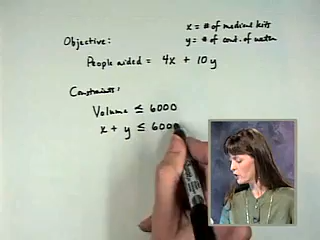 x = # of medical kits
Objective: y = # of cont. of water
People aided = 4x + 10y
Constraints:
Volume ≤ 6000
x + y ≤ 6000